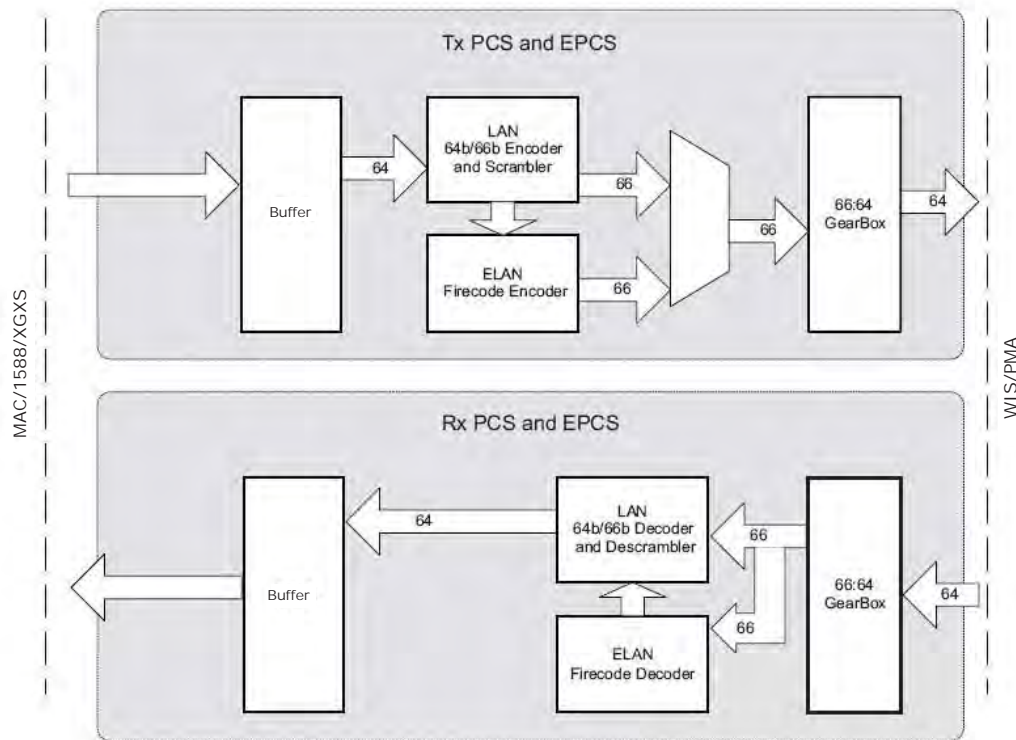 Tx PCS and EPCS
MAC/1588/XGXS
Buffer
64
LAN
64b/66b Encoder
and Scrambler
66
ELAN
Firecode Encoder
66
66
66:64
GearBox
64
WIS/PMA
Rx PCS and EPCS
Buffer
64
LAN
64b/66b Decoder
and Descrambler
66
ELAN
Firecode Decoder
66
66:64
GearBox
64